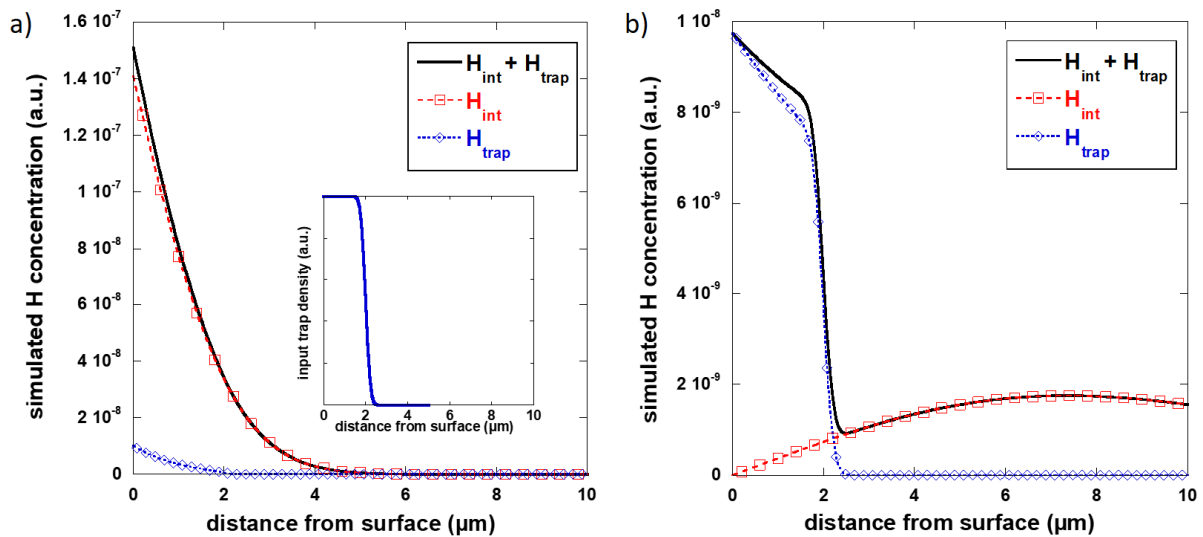 a)
simulated H concentration (a.u.)
1.6 10⁻⁷
1.4 10⁻⁷
1.2 10⁻⁷
1 10⁻⁷
8 10⁻⁸
6 10⁻⁸
4 10⁻⁸
2 10⁻⁸
0
0 2 4 6 8 10
distance from surface (μm)
H_int + H_trap
H_int
H_trap
input trap density (a.u.)
0 2 4 6 8 10
distance from surface (μm)
b)
simulated H concentration (a.u.)
1 10⁻⁸
8 10⁻⁹
6 10⁻⁹
4 10⁻⁹
2 10⁻⁹
0
0 2 4 6 8 10
distance from surface (μm)
H_int + H_trap
H_int
H_trap